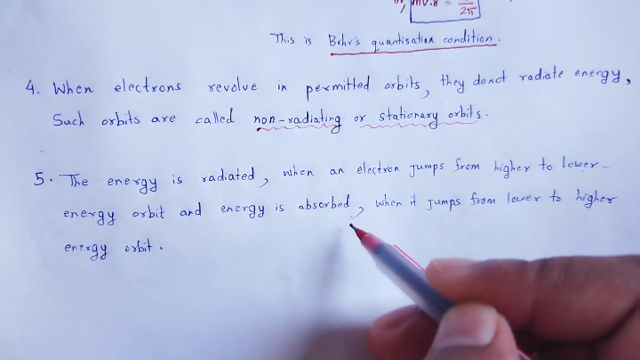 mv.r = h/2π
This is Bohr's quantisation condition.
4. When electrons revolve in permitted orbits, they donot radiate energy,
Such orbits are called non-radiating or stationary orbits.
5. The energy is radiated, when an electron jumps from higher to lower-
energy orbit and energy is absorbed, when it jumps from lower to higher
energy orbit.